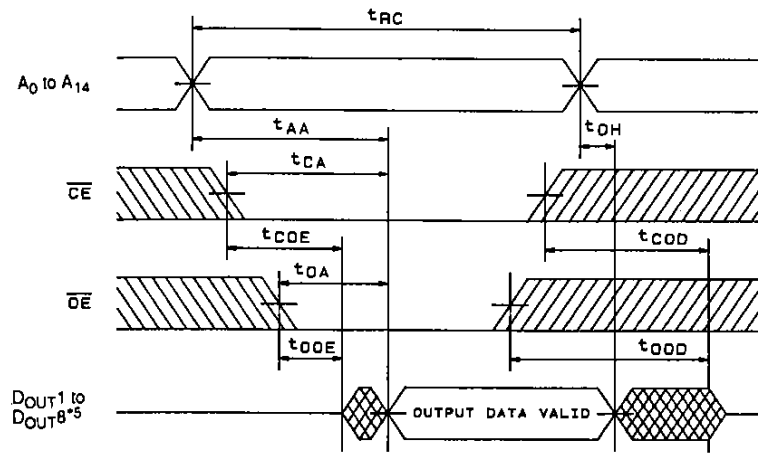 tRC
A0 to A14
tAA
tOH
tCA
CE
tCOE
tCOD
tOA
OE
tOOE
tOOD
DOUT1 to
DOUT8*5
OUTPUT DATA VALID